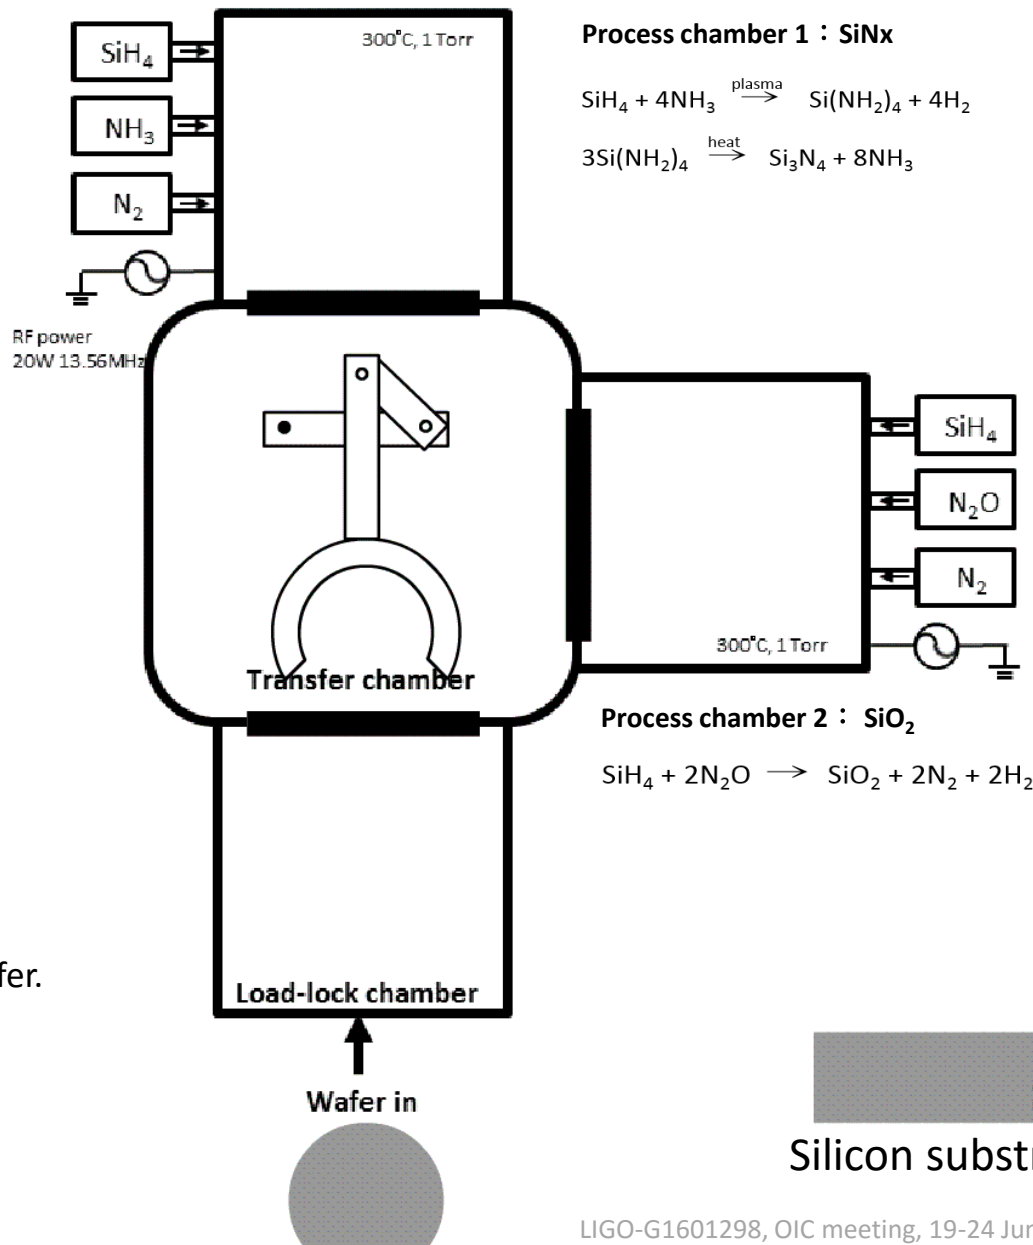 300°C, 1 Torr
SiH₄
NH₃
N₂
RF power
20W 13.56MHz
Process chamber 1：SiNx
SiH₄ + 4NH₃ plasma → Si(NH₂)₄ + 4H₂
3Si(NH₂)₄ heat → Si₃N₄ + 8NH₃
SiH₄
N₂O
N₂
300°C, 1 Torr
Transfer chamber
Process chamber 2： SiO₂
SiH₄ + 2N₂O → SiO₂ + 2N₂ + 2H₂
fer.
Load-lock chamber
Wafer in
Silicon substr
LIGO-G1601298, OIC meeting, 19-24 Jun